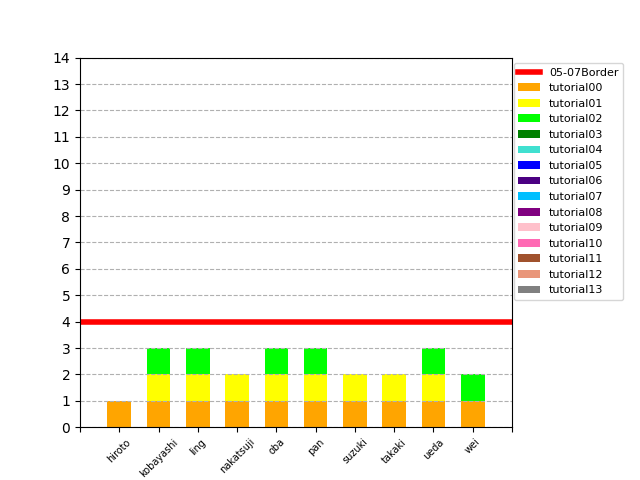 14
13
12
11
10
9
8
7
6
5
4
3
2
1
0
hiroto
kobayashi
ling
nakatsuji
oba
pan
suzuki
takaki
ueda
wei
05-07Border
tutorial00
tutorial01
tutorial02
tutorial03
tutorial04
tutorial05
tutorial06
tutorial07
tutorial08
tutorial09
tutorial10
tutorial11
tutorial12
tutorial13